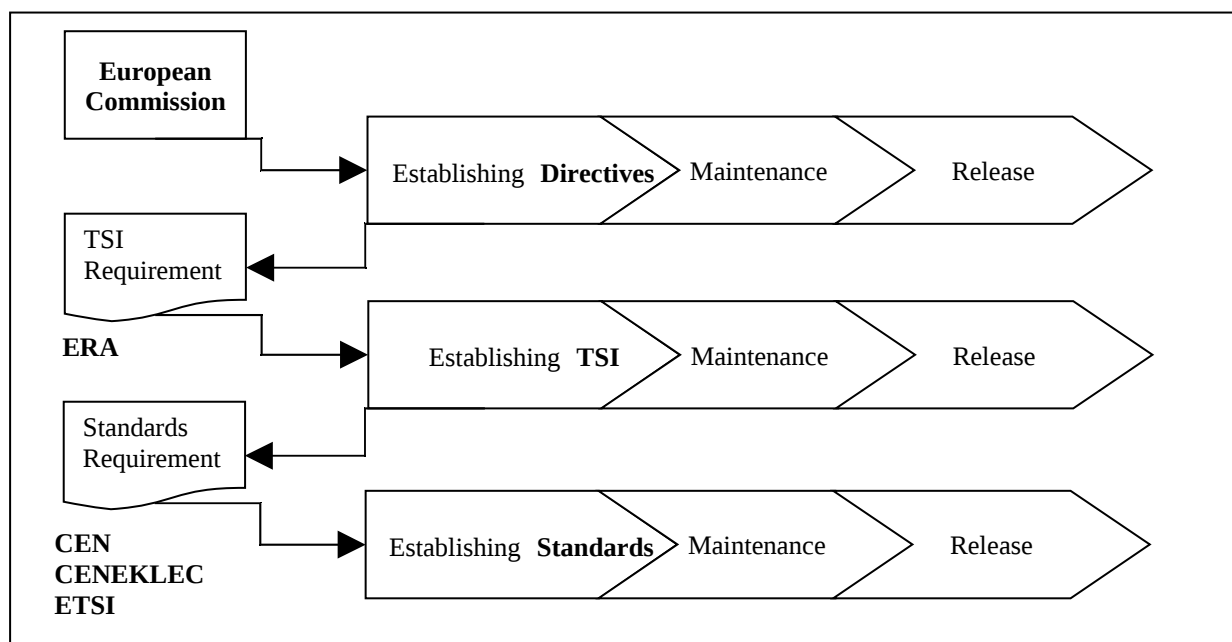 European
Commission
Establishing Directives
Maintenance
Release
TSI
Requirement
ERA
Establishing TSI
Maintenance
Release
Standards
Requirement
CEN
CENEKLEC
ETSI
Establishing Standards
Maintenance
Release